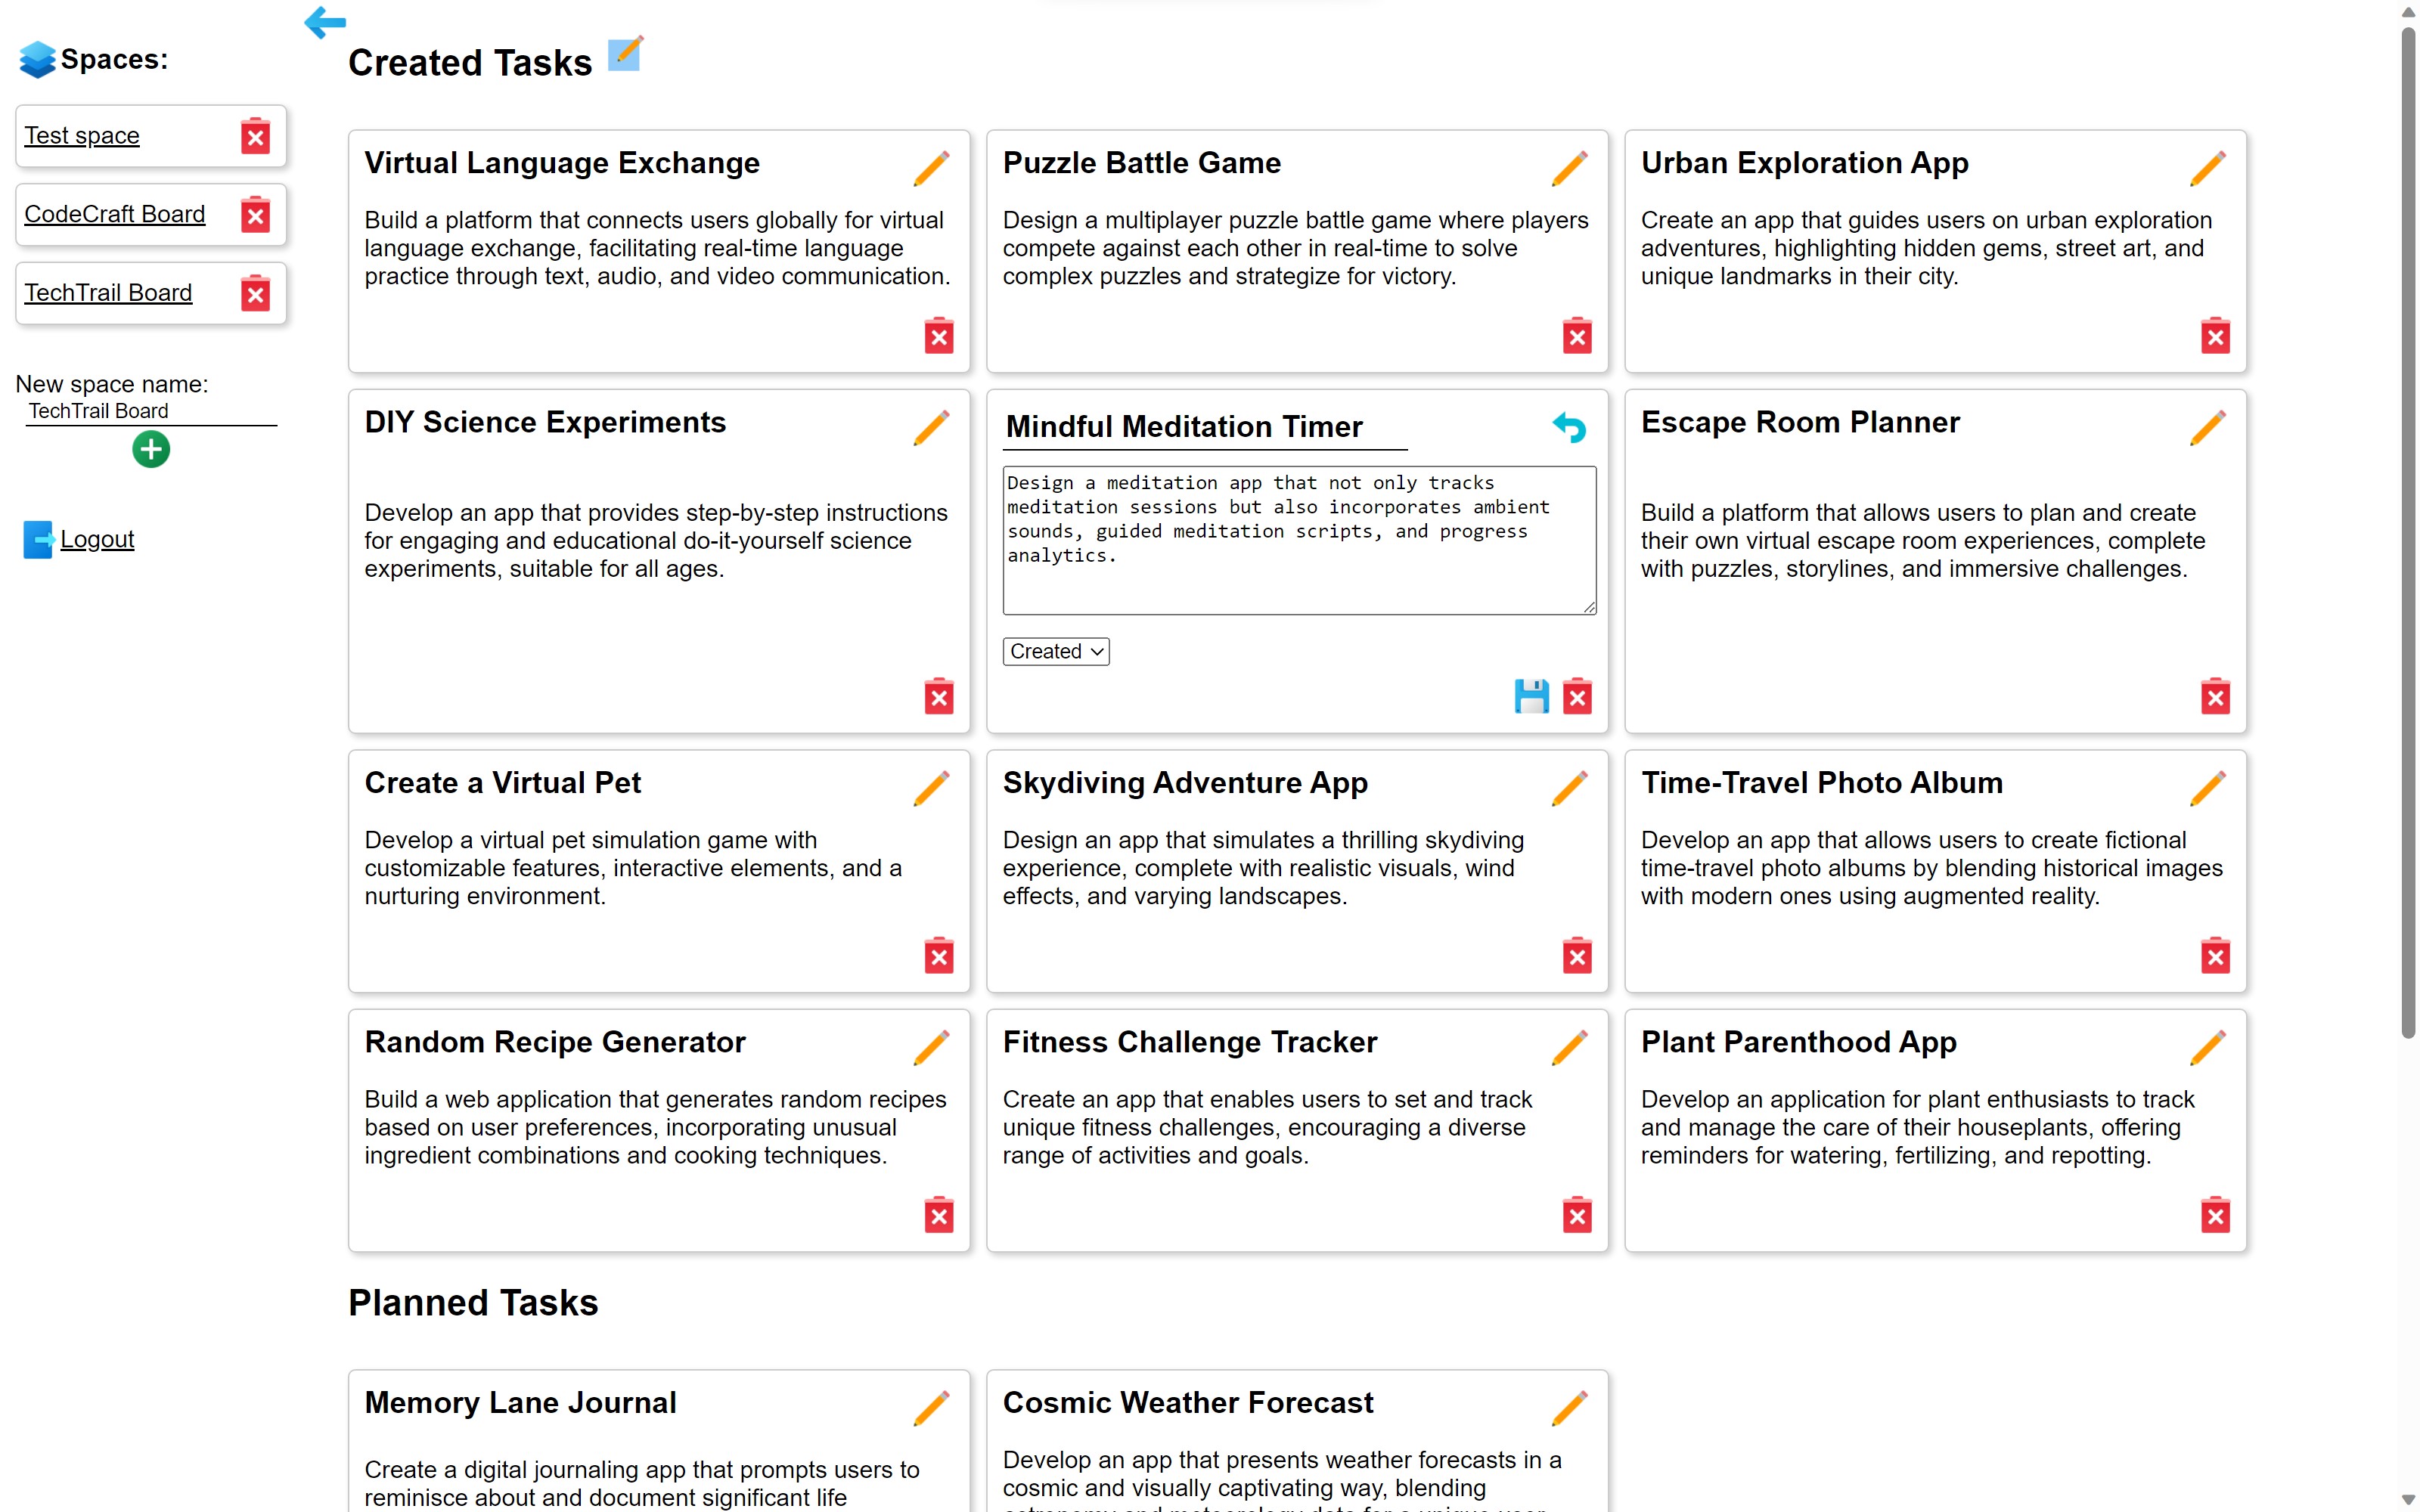 Spaces:
Test space
CodeCraft Board
TechTrail Board
New space name:
TechTrail Board
Logout
Created Tasks
Virtual Language Exchange
Build a platform that connects users globally for virtual
language exchange, facilitating real-time language
practice through text, audio, and video communication.
Puzzle Battle Game
Design a multiplayer puzzle battle game where players
compete against each other in real-time to solve
complex puzzles and strategize for victory.
Urban Exploration App
Create an app that guides users on urban exploration
adventures, highlighting hidden gems, street art, and
unique landmarks in their city.
DIY Science Experiments
Develop an app that provides step-by-step instructions
for engaging and educational do-it-yourself science
experiments, suitable for all ages.
Mindful Meditation Timer
Design a meditation app that not only tracks
meditation sessions but also incorporates ambient
sounds, guided meditation scripts, and progress
analytics.
Created
Escape Room Planner
Build a platform that allows users to plan and create
their own virtual escape room experiences, complete
with puzzles, storylines, and immersive challenges.
Create a Virtual Pet
Develop a virtual pet simulation game with
customizable features, interactive elements, and a
nurturing environment.
Skydiving Adventure App
Design an app that simulates a thrilling skydiving
experience, complete with realistic visuals, wind
effects, and varying landscapes.
Time-Travel Photo Album
Develop an app that allows users to create fictional
time-travel photo albums by blending historical images
with modern ones using augmented reality.
Random Recipe Generator
Build a web application that generates random recipes
based on user preferences, incorporating unusual
ingredient combinations and cooking techniques.
Fitness Challenge Tracker
Create an app that enables users to set and track
unique fitness challenges, encouraging a diverse
range of activities and goals.
Plant Parenthood App
Develop an application for plant enthusiasts to track
and manage the care of their houseplants, offering
reminders for watering, fertilizing, and repotting.
Planned Tasks
Memory Lane Journal
Create a digital journaling app that prompts users to
reminisce about and document significant life
Cosmic Weather Forecast
Develop an app that presents weather forecasts in a
cosmic and visually captivating way, blending